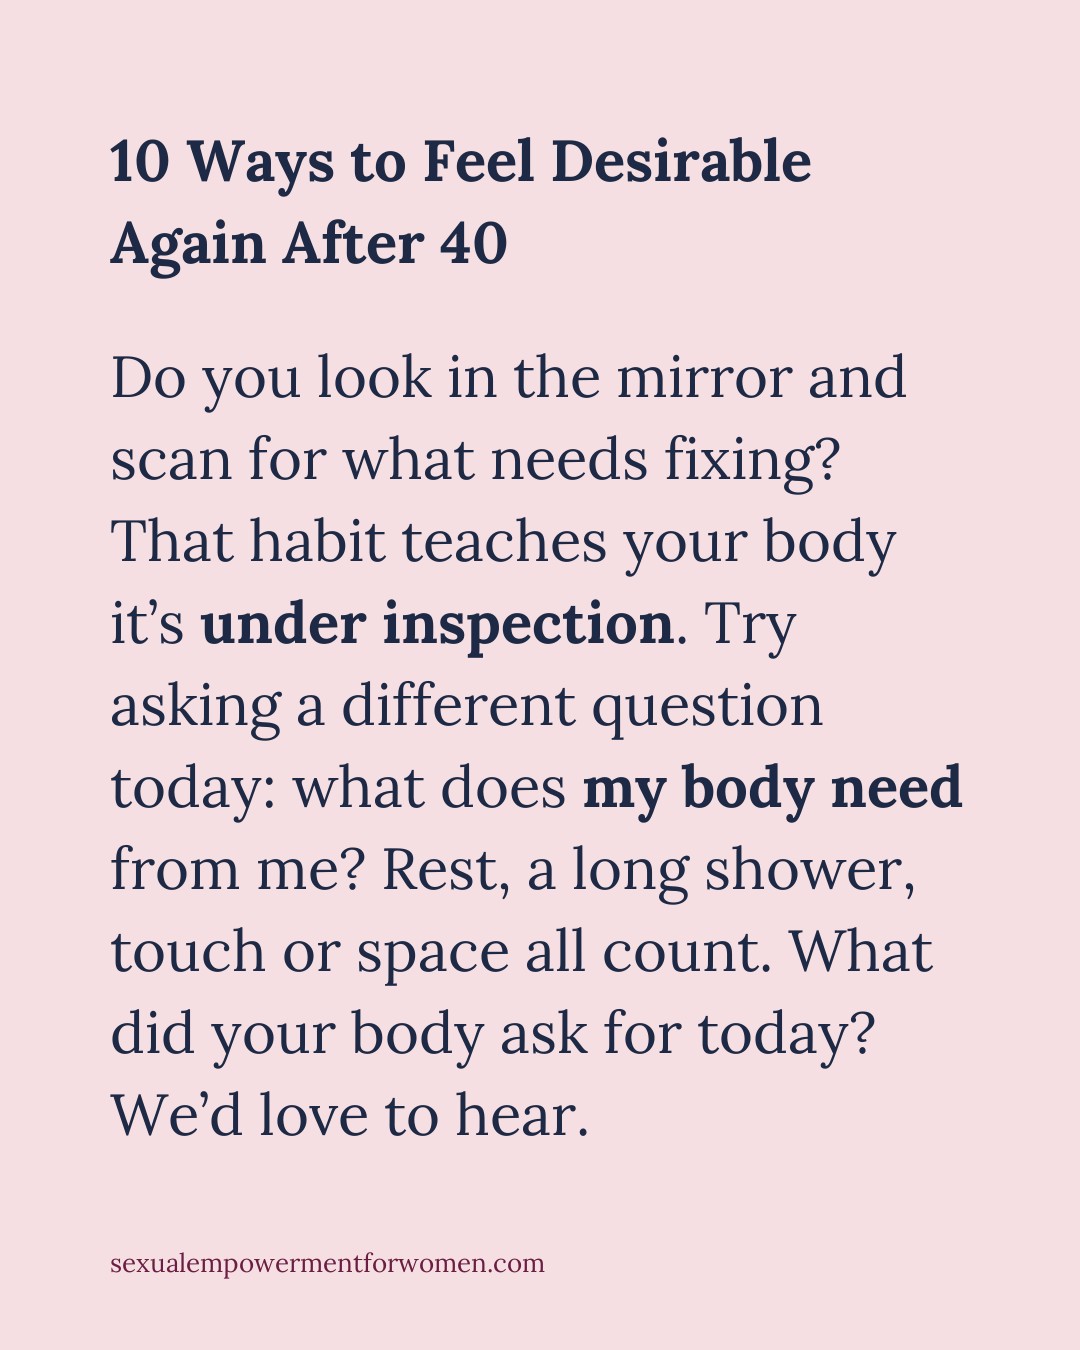 10 Ways to Feel Desirable
Again After 40
Do you look in the mirror and
scan for what needs fixing?
That habit teaches your body
it’s under inspection. Try
asking a different question
today: what does my body need
from me? Rest, a long shower,
touch or space all count. What
did your body ask for today?
We’d love to hear.
sexualempowermentforwomen.com